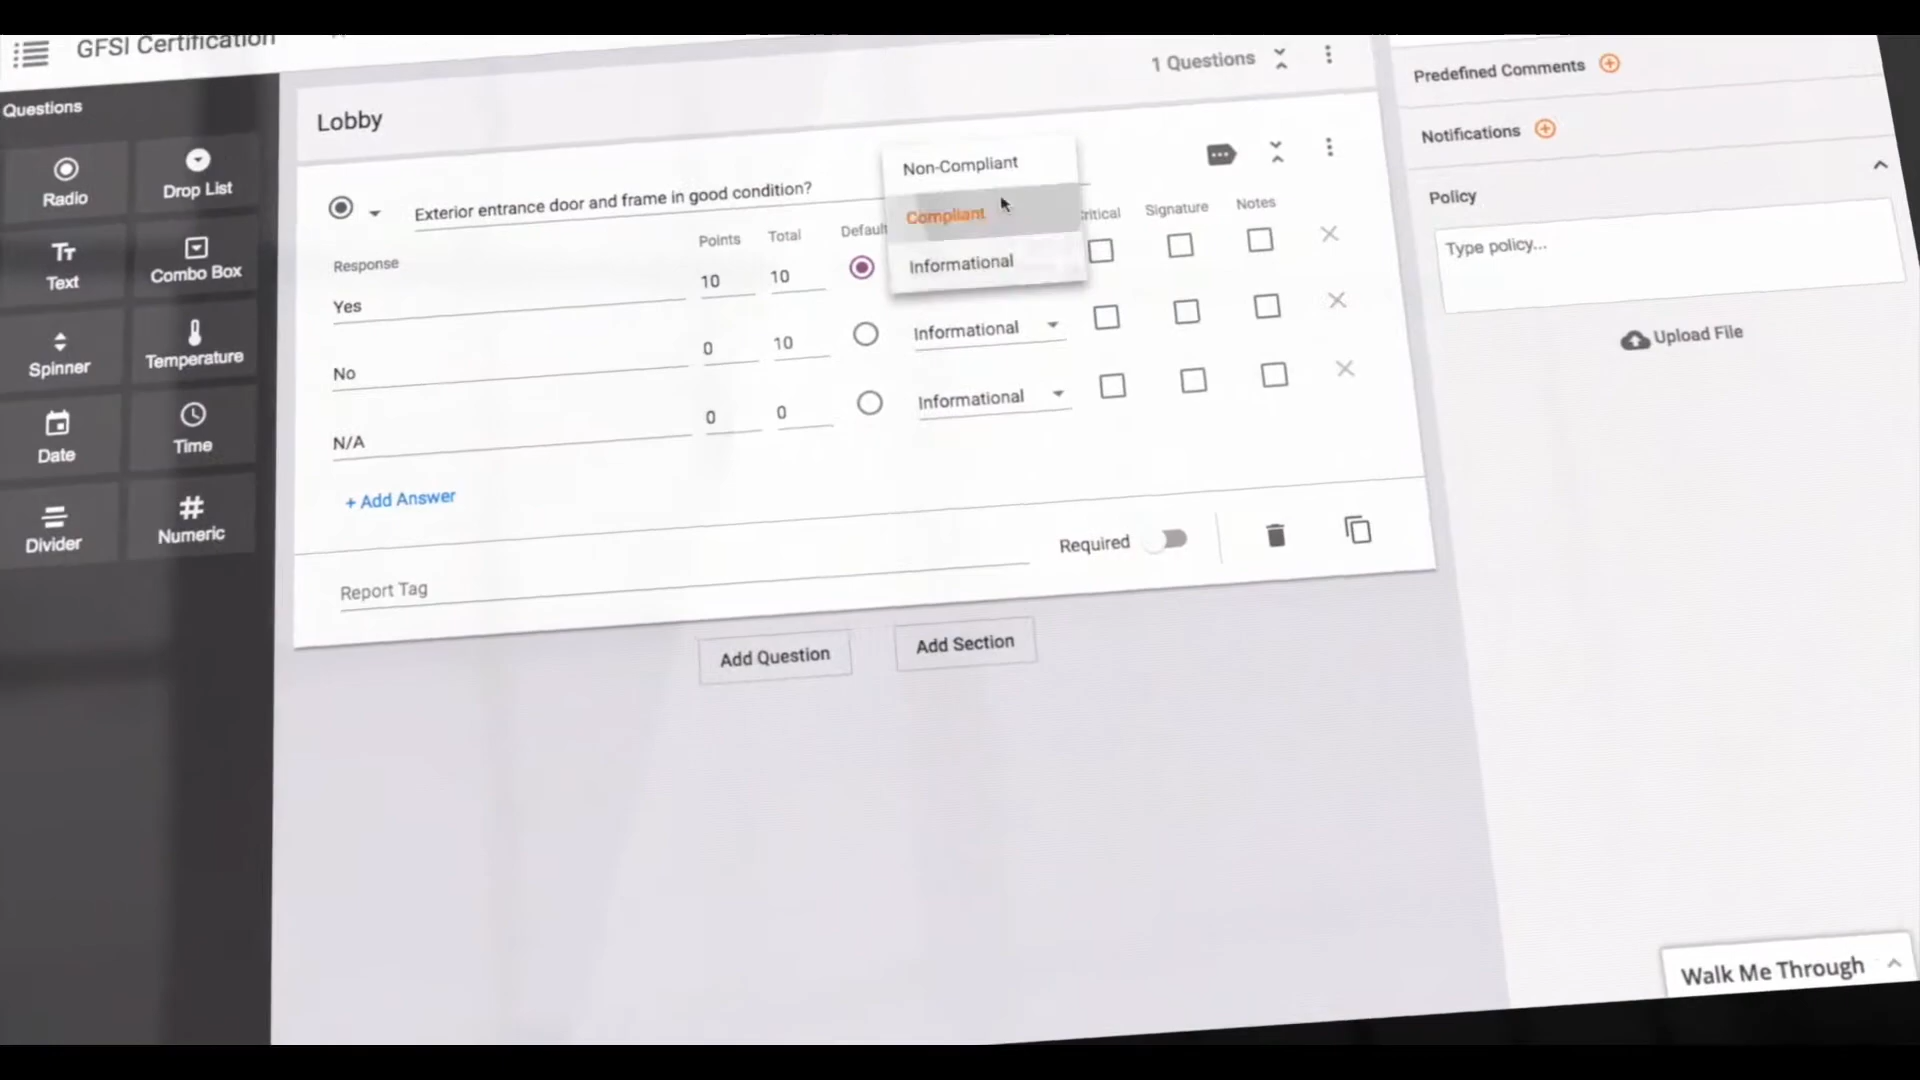 GFSI Certification
Questions
Radio
Drop List
Text
Combo Box
Spinner
Temperature
Date
Time
Divider
Numeric
Lobby
1 Questions
Exterior entrance door and frame in good condition?
Non-Compliant
Compliant
Informational
Response
Points
Total
Default
Critical
Signature
Notes
Yes
10
10
No
0
10
Informational
N/A
0
0
Informational
+ Add Answer
Required
Report Tag
Add Question
Add Section
Predefined Comments
Notifications
Policy
Type policy...
Upload File
Walk Me Through